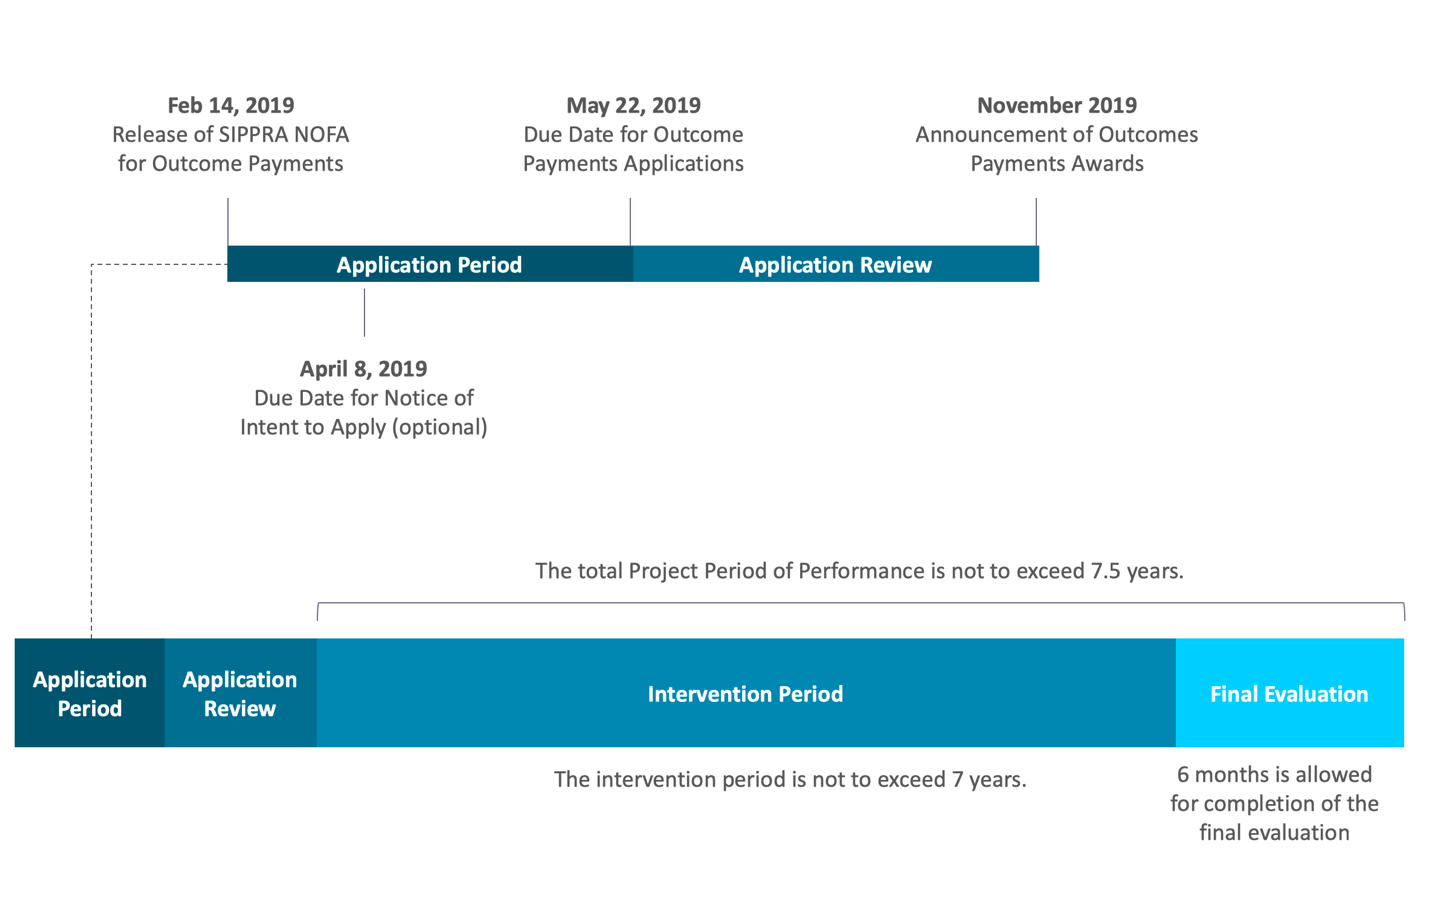 Feb 14, 2019
Release of SIPPRA NOFA
for Outcome Payments
May 22, 2019
Due Date for Outcome
Payments Applications
November 2019
Announcement of Outcomes
Payments Awards
Application Period
Application Review
April 8, 2019
Due Date for Notice of
Intent to Apply (optional)
The total Project Period of Performance is not to exceed 7.5 years.
Application
Period
Application
Review
Intervention Period
Final Evaluation
The intervention period is not to exceed 7 years.
6 months is allowed
for completion of the
final evaluation